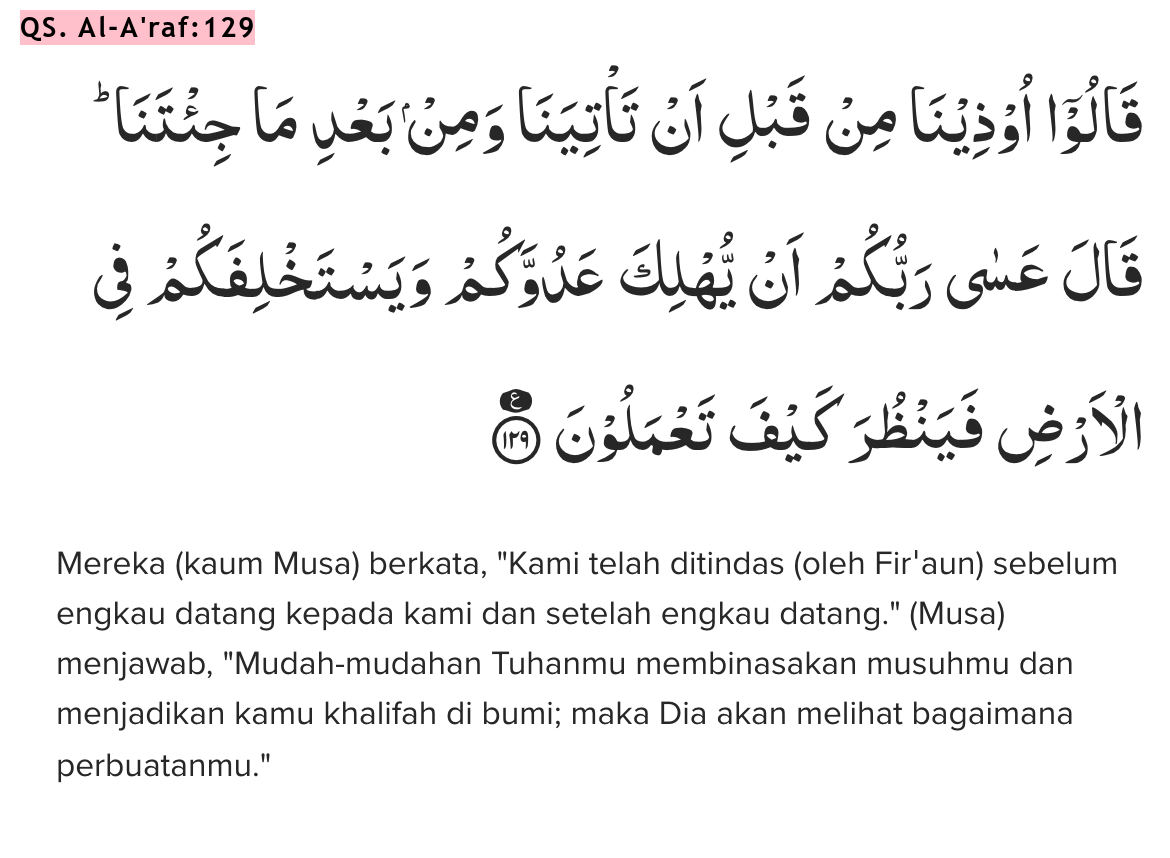 QS. Al-A'raf:129
قَالُوْٓا اُوْذِيْنَا مِنْ قَبْلِ اَنْ تَأْتِيَنَا وَمِنْۢ بَعْدِ مَا جِئْتَنَا ۗ
قَالَ عَسٰى رَبُّكُمْ اَنْ يُّهْلِكَ عَدُوَّكُمْ وَيَسْتَخْلِفَكُمْ فِى
الْاَرْضِ فَيَنْظُرَ كَيْفَ تَعْمَلُوْنَ ࣖ ١٢٩
Mereka (kaum Musa) berkata, "Kami telah ditindas (oleh Fir'aun) sebelum
engkau datang kepada kami dan setelah engkau datang." (Musa)
menjawab, "Mudah-mudahan Tuhanmu membinasakan musuhmu dan
menjadikan kamu khalifah di bumi; maka Dia akan melihat bagaimana
perbuatanmu."